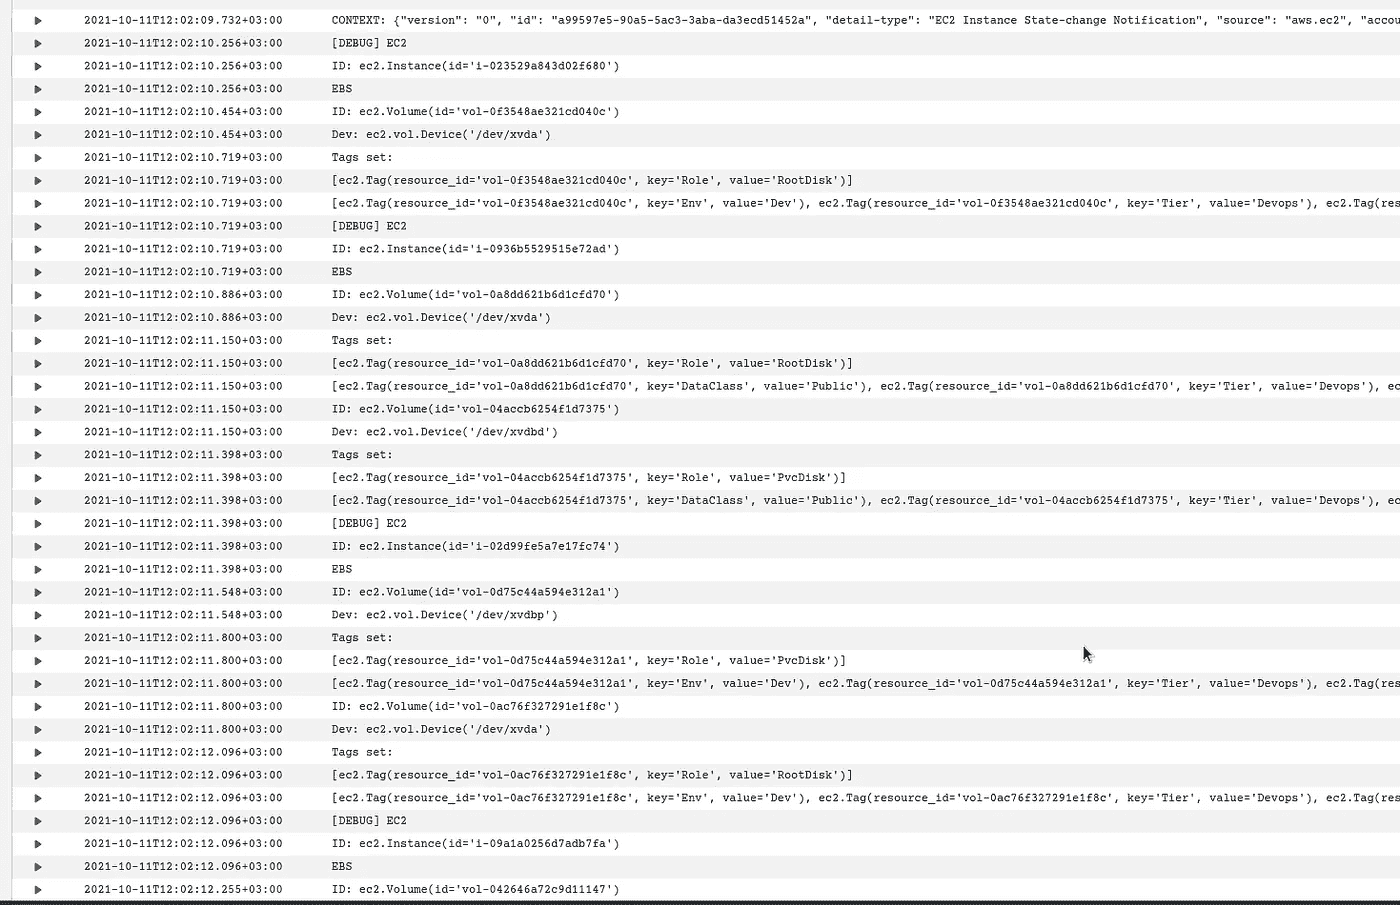 2021-10-11T12:02:09.732+03:00 CONTEXT: {"version": "0", "id": "a99597e5-90a5-5ac3-3aba-da3ecd51452a", "detail-type": "EC2 Instance State-change Notification", "source": "aws.ec2", "accou
2021-10-11T12:02:10.256+03:00 [DEBUG] EC2
2021-10-11T12:02:10.256+03:00 ID: ec2.Instance(id='i-023529a843d02f680')
2021-10-11T12:02:10.256+03:00 EBS
2021-10-11T12:02:10.454+03:00 ID: ec2.Volume(id='vol-0f3548ae321cd040c')
2021-10-11T12:02:10.454+03:00 Dev: ec2.vol.Device('/dev/xvda')
2021-10-11T12:02:10.719+03:00 Tags set:
2021-10-11T12:02:10.719+03:00 [ec2.Tag(resource_id='vol-0f3548ae321cd040c', key='Role', value='RootDisk')]
2021-10-11T12:02:10.719+03:00 [ec2.Tag(resource_id='vol-0f3548ae321cd040c', key='Env', value='Dev'), ec2.Tag(resource_id='vol-0f3548ae321cd040c', key='Tier', value='Devops'), ec2.Tag(res
2021-10-11T12:02:10.719+03:00 [DEBUG] EC2
2021-10-11T12:02:10.719+03:00 ID: ec2.Instance(id='i-0936b5529515e72ad')
2021-10-11T12:02:10.719+03:00 EBS
2021-10-11T12:02:10.886+03:00 ID: ec2.Volume(id='vol-0a8dd621b6d1cfd70')
2021-10-11T12:02:10.886+03:00 Dev: ec2.vol.Device('/dev/xvda')
2021-10-11T12:02:11.150+03:00 Tags set:
2021-10-11T12:02:11.150+03:00 [ec2.Tag(resource_id='vol-0a8dd621b6d1cfd70', key='Role', value='RootDisk')]
2021-10-11T12:02:11.150+03:00 [ec2.Tag(resource_id='vol-0a8dd621b6d1cfd70', key='DataClass', value='Public'), ec2.Tag(resource_id='vol-0a8dd621b6d1cfd70', key='Tier', value='Devops'), ec
2021-10-11T12:02:11.150+03:00 ID: ec2.Volume(id='vol-04accb6254f1d7375')
2021-10-11T12:02:11.150+03:00 Dev: ec2.vol.Device('/dev/xvdbd')
2021-10-11T12:02:11.398+03:00 Tags set:
2021-10-11T12:02:11.398+03:00 [ec2.Tag(resource_id='vol-04accb6254f1d7375', key='Role', value='PvcDisk')]
2021-10-11T12:02:11.398+03:00 [ec2.Tag(resource_id='vol-04accb6254f1d7375', key='DataClass', value='Public'), ec2.Tag(resource_id='vol-04accb6254f1d7375', key='Tier', value='Devops'), ec
2021-10-11T12:02:11.398+03:00 [DEBUG] EC2
2021-10-11T12:02:11.398+03:00 ID: ec2.Instance(id='i-02d99fe5a7e17fc74')
2021-10-11T12:02:11.398+03:00 EBS
2021-10-11T12:02:11.548+03:00 ID: ec2.Volume(id='vol-0d75c44a594e312a1')
2021-10-11T12:02:11.548+03:00 Dev: ec2.vol.Device('/dev/xvdbp')
2021-10-11T12:02:11.800+03:00 Tags set:
2021-10-11T12:02:11.800+03:00 [ec2.Tag(resource_id='vol-0d75c44a594e312a1', key='Role', value='PvcDisk')]
2021-10-11T12:02:11.800+03:00 [ec2.Tag(resource_id='vol-0d75c44a594e312a1', key='Env', value='Dev'), ec2.Tag(resource_id='vol-0d75c44a594e312a1', key='Tier', value='Devops'), ec2.Tag(res
2021-10-11T12:02:11.800+03:00 ID: ec2.Volume(id='vol-0ac76f327291e1f8c')
2021-10-11T12:02:11.800+03:00 Dev: ec2.vol.Device('/dev/xvda')
2021-10-11T12:02:12.096+03:00 Tags set:
2021-10-11T12:02:12.096+03:00 [ec2.Tag(resource_id='vol-0ac76f327291e1f8c', key='Role', value='RootDisk')]
2021-10-11T12:02:12.096+03:00 [ec2.Tag(resource_id='vol-0ac76f327291e1f8c', key='Env', value='Dev'), ec2.Tag(resource_id='vol-0ac76f327291e1f8c', key='Tier', value='Devops'), ec2.Tag(res
2021-10-11T12:02:12.096+03:00 [DEBUG] EC2
2021-10-11T12:02:12.096+03:00 ID: ec2.Instance(id='i-09a1a0256d7adb7fa')
2021-10-11T12:02:12.096+03:00 EBS
2021-10-11T12:02:12.255+03:00 ID: ec2.Volume(id='vol-042646a72c9d11147')